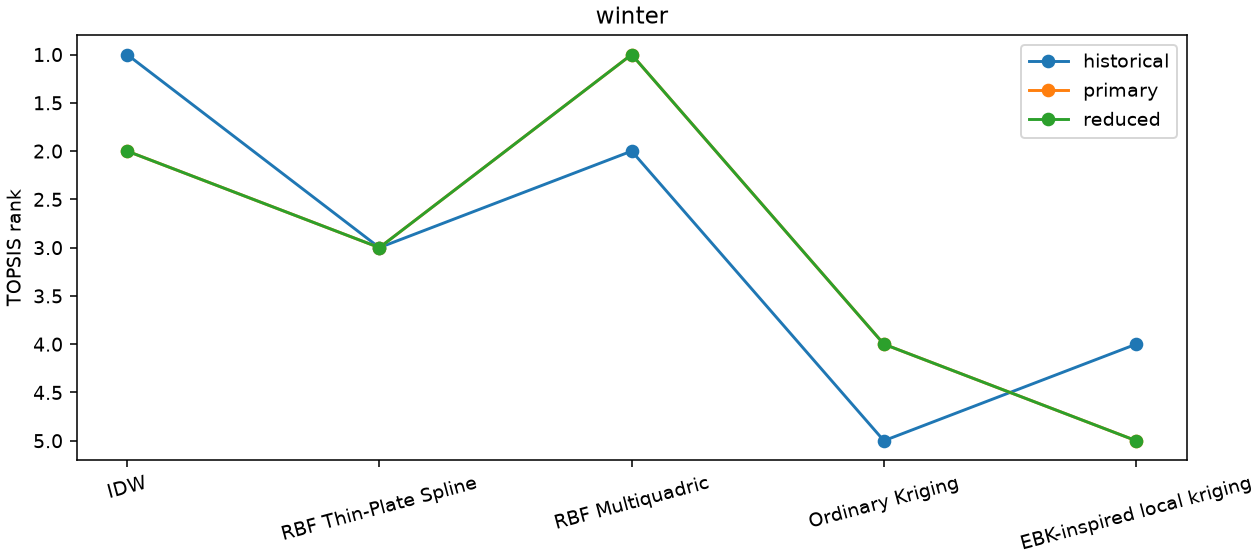 winter
historical
primary
reduced
TOPSIS rank
1.0
1.5
2.0
2.5
3.0
3.5
4.0
4.5
5.0
IDW
RBF Thin-Plate Spline
RBF Multiquadric
Ordinary Kriging
EBK-inspired local kriging